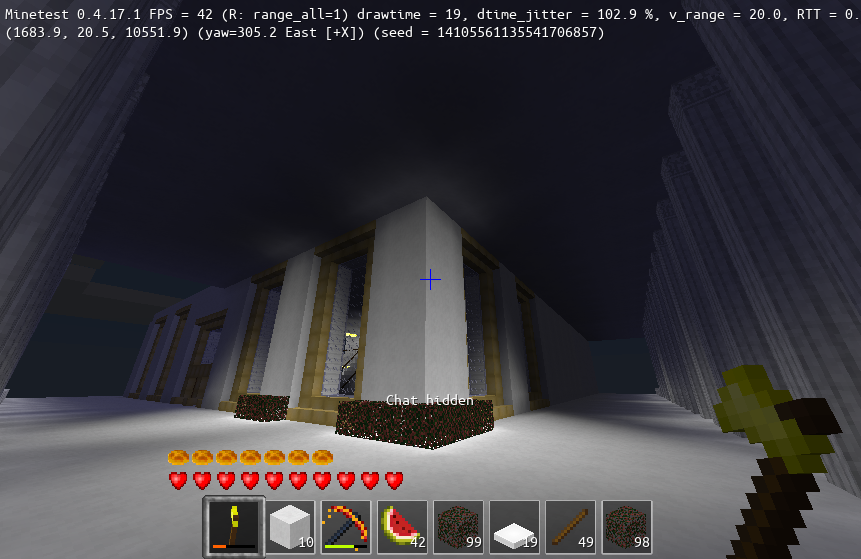 Minetest 0.4.17.1 FPS = 42 (R: range_all=1) drawtime = 19, dtime_jitter = 102.9 %, v_range = 20.0, RTT = 0.
(1683.9, 20.5, 10551.9) (yaw=305.2 East [+X]) (seed = 14105561135541706857)
Chat hidden
10 42 99 19 49 98